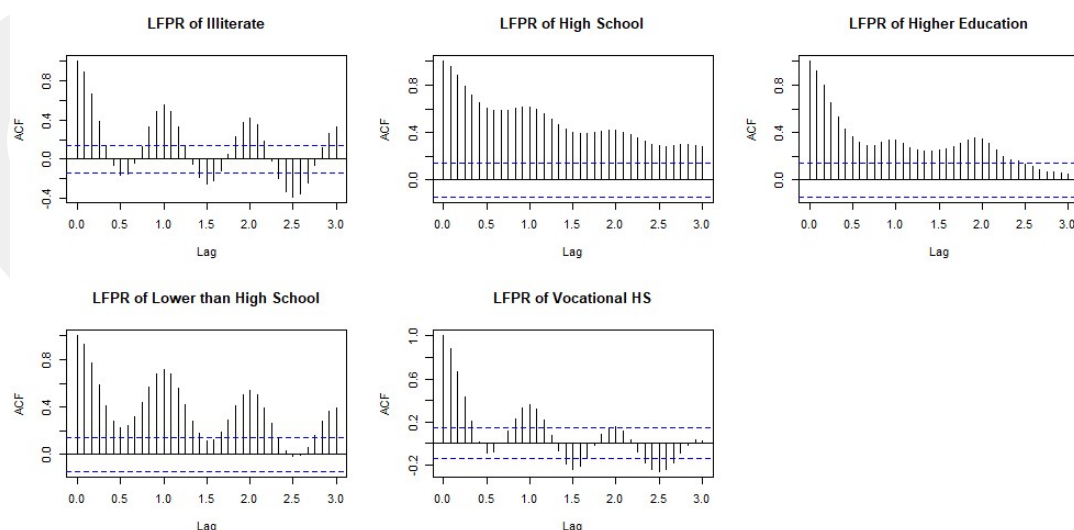 LFPR of Illiterate
ACF
-0.4 0.0 0.4 0.8
0.0 0.5 1.0 1.5 2.0 2.5 3.0
Lag
LFPR of High School
ACF
0.0 0.4 0.8
0.0 0.5 1.0 1.5 2.0 2.5 3.0
Lag
LFPR of Higher Education
ACF
0.0 0.4 0.8
0.0 0.5 1.0 1.5 2.0 2.5 3.0
Lag
LFPR of Lower than High School
ACF
0.0 0.4 0.8
0.0 0.5 1.0 1.5 2.0 2.5 3.0
Lag
LFPR of Vocational HS
ACF
-0.2 0.2 0.6 1.0
0.0 0.5 1.0 1.5 2.0 2.5 3.0
Lag